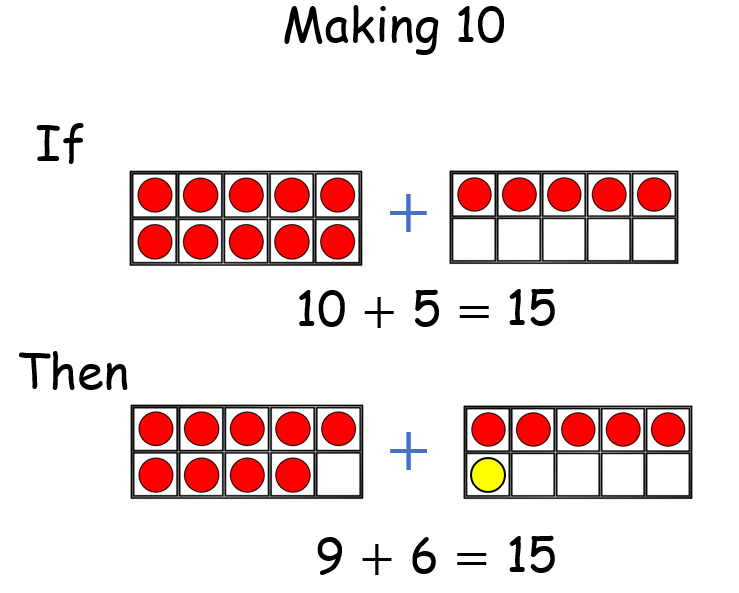 Making 10
If
+
10 + 5 = 15
Then
+
9 + 6 = 15